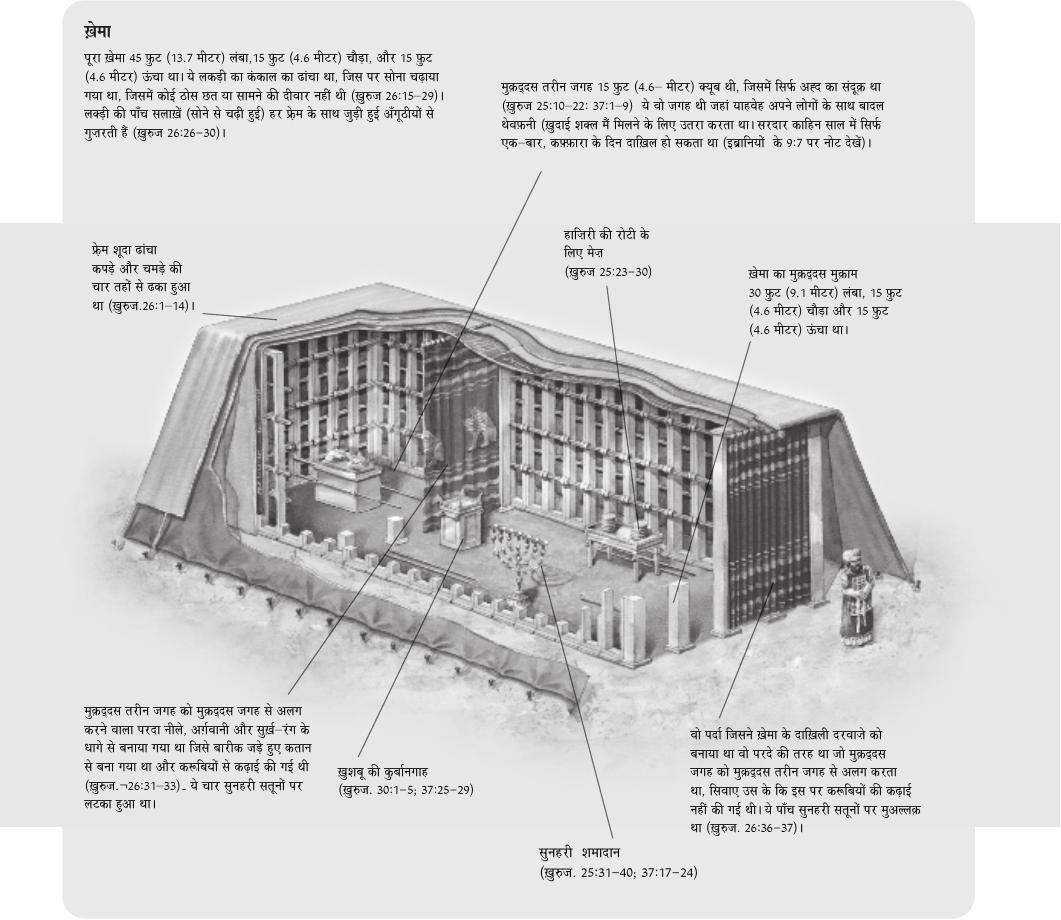 ख़ेमा
पूरा ख़ेमा 45 फ़ुट (13.7 मीटर) लंबा,15 फ़ुट (4.6 मीटर) चौड़ा, और 15 फ़ुट
(4.6 मीटर) ऊंचा था। ये लकड़ी का कंकाल का ढांचा था, जिस पर सोना चढ़ाया
गया था, जिसमें कोई ठोस छत या सामने की दीवार नहीं थी (ख़ुरुज 26:15–29)।
लक्ड़ी की पाँच सलाख़ें (सोने से चढ़ी हुई) हर फ़्रेम के साथ जुड़ी हुई अँगूठीयों से
गुज़रती हैं (ख़ुरुज 26:26–30)।
मुक़द्दस तरीन जगह 15 फ़ुट (4.6– मीटर) क्यूब थी, जिसमें सिर्फ अह्द का संदूक़ था
(ख़ुरुज 25:10–22: 37:1–9) ये वो जगह थी जहां याहवेह अपने लोगों के साथ बादल
थेवफ़नी (ख़ुदाई शक्ल मैं मिलने के लिए उतरा करता था। सरदार काहिन साल में सिर्फ
एक–बार, कफ़्फ़ारा के दिन दाख़िल हो सकता था (इब्रानियों के 9:7 पर नोट देखें)।
फ़्रेम शूदा ढांचा
कपड़े और चमड़े की
चार तहों से ढका हुआ
था (ख़ुरुज.26:1–14)।
हाज़िरी की रोटी के
लिए मेज़
(ख़ुरुज 25:23–30)
ख़ेमा का मुक़द्दस मुक़ाम
30 फ़ुट (9.1 मीटर) लंबा, 15 फ़ुट
(4.6 मीटर) चौड़ा और 15 फ़ुट
(4.6 मीटर) ऊंचा था।
मुक़द्दस तरीन जगह को मुक़द्दस जगह से अलग
करने वाला परदा नीले, अर्ग़वानी और सुर्ख़–रंग के
धागे से बनाया गया था जिसे बारीक जड़े हुए कतान
से बना गया था और करूबियों से कढ़ाई की गई थी
(ख़ुरुज.¬26:31–33)– ये चार सुनहरी सतूनों पर
लटका हुआ था।
ख़ुशबू की कुर्बानगाह
(ख़ुरुज. 30:1–5; 37:25–29)
सुनहरी शमादान
(ख़ुरुज. 25:31–40; 37:17–24)
वो पर्दा जिसने ख़ेमा के दाख़िली दरवाज़े को
बनाया था वो परदे की तरह था जो मुक़द्दस
जगह को मुक़द्दस तरीन जगह से अलग करता
था, सिवाए उस के कि इस पर करूबियों की कढ़ाई
नहीं की गई थी। ये पाँच सुनहरी सतूनों पर मुअल्लक़
था (ख़ुरुज. 26:36–37)।